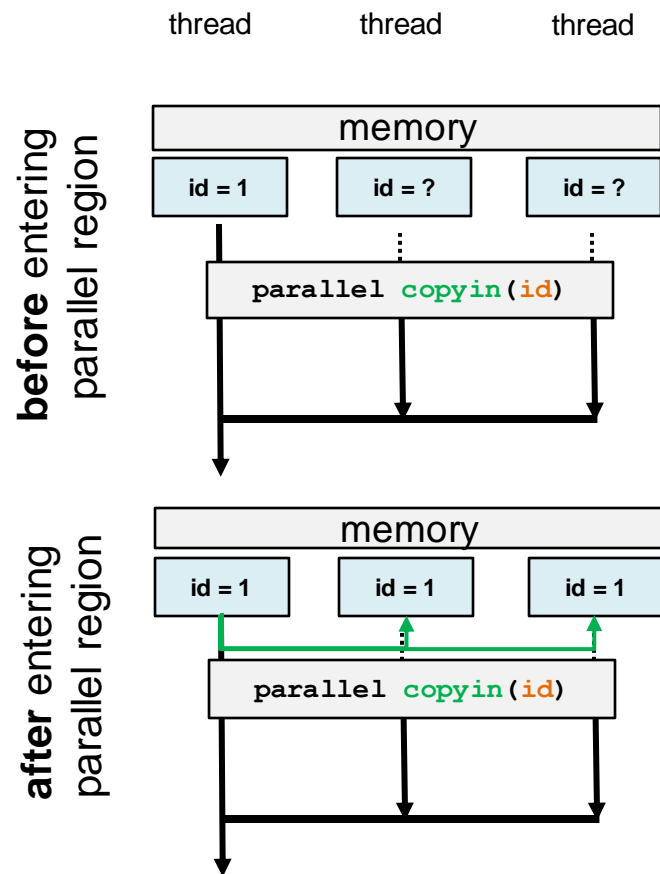 thread thread thread
before entering
parallel region
memory
id = 1 id = ? id = ?
parallel copyin(id)
after entering
parallel region
memory
id = 1 id = 1 id = 1
parallel copyin(id)